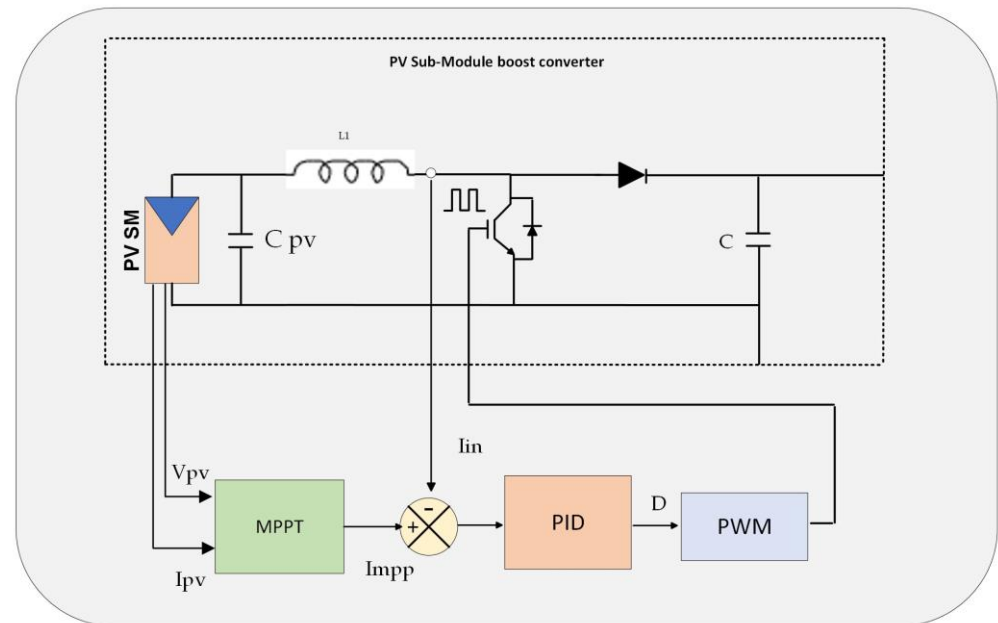 PV Sub-Module boost converter
L1
PV SM
C pv
C
Vpv
Iin
Ipv
MPPT
+
-
Impp
PID
D
PWM